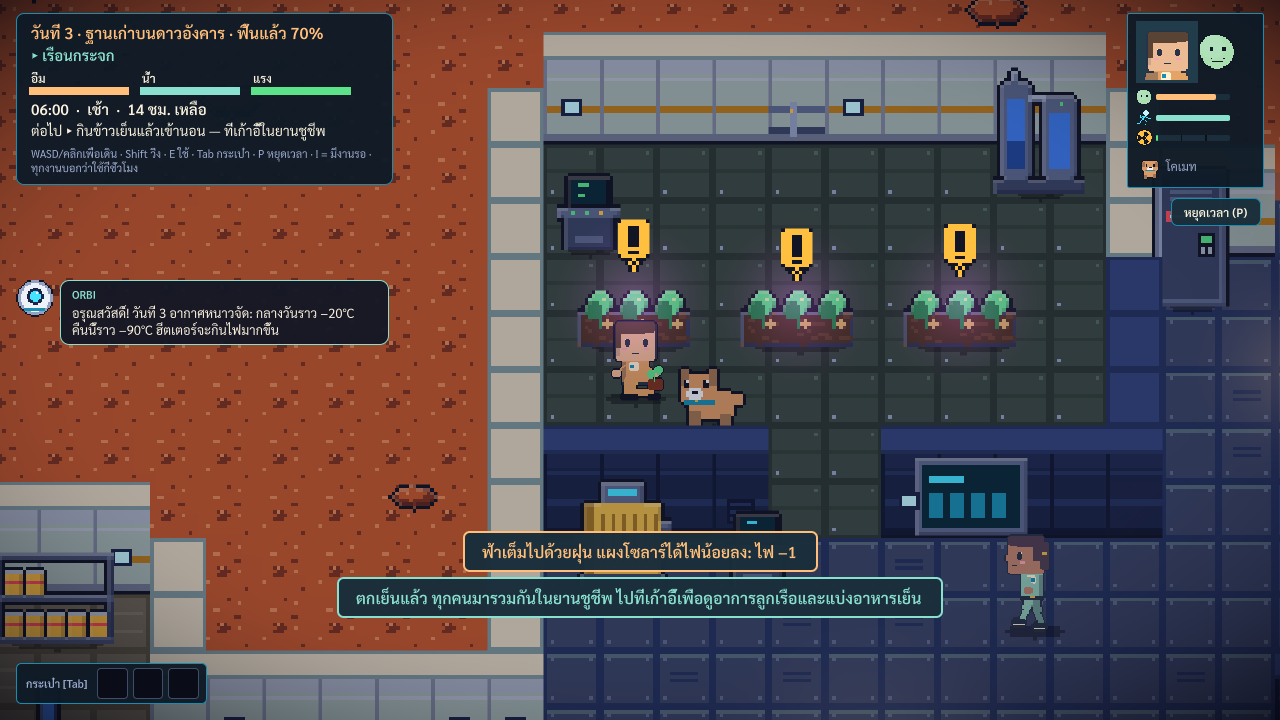 วันที่ 3 · ฐานเก่าบนดาวอังคาร · ฟื้นแล้ว 70%
‣ เรือนกระจก
อิ่ม น้ำ แรง
06:00 · เช้า · 14 ชม. เหลือ
ต่อไป ‣ กินข้าวเย็นแล้วเข้านอน — ที่เก้าอี้ในยานชูชีพ
WASD/คลิกเพื่อเดิน · Shift วิ่ง · E ใช้ · Tab กระเป๋า · P หยุดเวลา · ! = มีงานรอ ·
ทุกงานบอกว่าใช้กี่ชั่วโมง
โคเมท
หยุดเวลา (P)
ORBI
อรุณสวัสดิ์! วันที่ 3 อากาศหนาวจัด: กลางวันราว −20°C
คืนนี้ราว −90°C ฮีตเตอร์จะกินไฟมากขึ้น
ฟ้าเต็มไปด้วยฝุ่น แผงโซลาร์ได้ไฟน้อยลง: ไฟ −1
ตกเย็นแล้ว ทุกคนมารวมกันในยานชูชีพ ไปที่เก้าอี้เพื่อดูอาการลูกเรือและแบ่งอาหารเย็น
กระเป๋า [Tab]